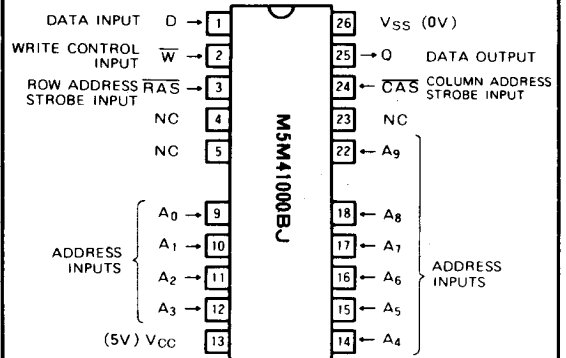 DATA INPUT D → 1
WRITE CONTROL
INPUT W̅ → 2
ROW ADDRESS
STROBE INPUT R̅A̅S̅ → 3
NC 4
NC 5
A0 → 9
A1 → 10
ADDRESS
INPUTS
A2 → 11
A3 → 12
(5V) VCC 13
M5M41000BJ
26 VSS (0V)
25 → Q DATA OUTPUT
24 ← C̅A̅S̅ COLUMN ADDRESS
STROBE INPUT
23 NC
22 ← A9
18 ← A8
17 ← A7
ADDRESS
INPUTS
16 ← A6
15 ← A5
14 ← A4